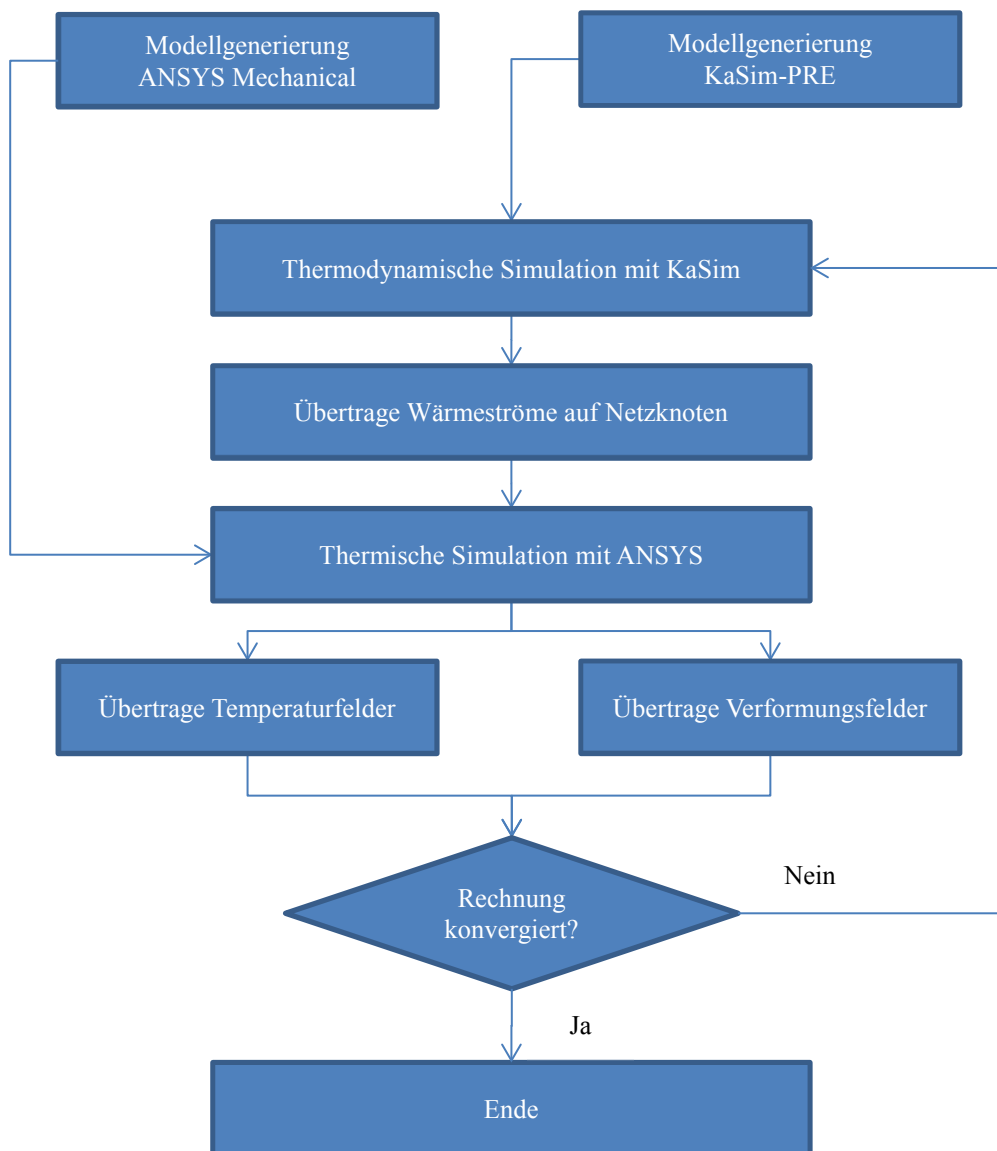 Modellgenerierung
ANSYS Mechanical
Modellgenerierung
KaSim-PRE
Thermodynamische Simulation mit KaSim
Übertrage Wärmeströme auf Netzknoten
Thermische Simulation mit ANSYS
Übertrage Temperaturfelder
Übertrage Verformungsfelder
Rechnung
konvergiert?
Nein
Ja
Ende